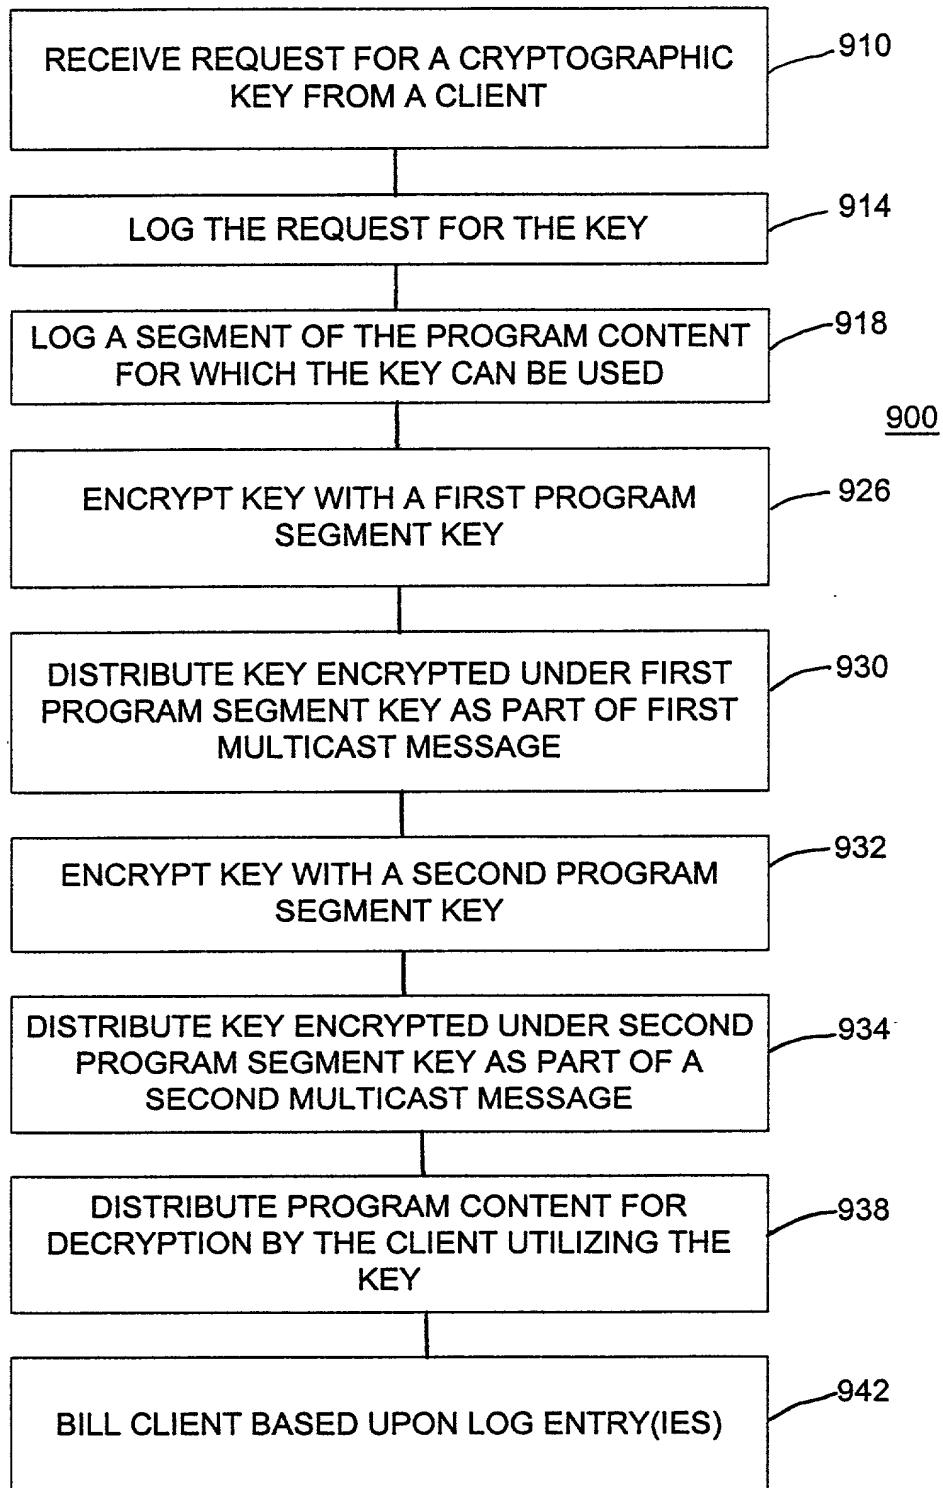 RECEIVE REQUEST FOR A CRYPTOGRAPHIC
KEY FROM A CLIENT
910
LOG THE REQUEST FOR THE KEY
914
LOG A SEGMENT OF THE PROGRAM CONTENT
FOR WHICH THE KEY CAN BE USED
918
900
ENCRYPT KEY WITH A FIRST PROGRAM
SEGMENT KEY
926
DISTRIBUTE KEY ENCRYPTED UNDER FIRST
PROGRAM SEGMENT KEY AS PART OF FIRST
MULTICAST MESSAGE
930
ENCRYPT KEY WITH A SECOND PROGRAM
SEGMENT KEY
932
DISTRIBUTE KEY ENCRYPTED UNDER SECOND
PROGRAM SEGMENT KEY AS PART OF A
SECOND MULTICAST MESSAGE
934
DISTRIBUTE PROGRAM CONTENT FOR
DECRYPTION BY THE CLIENT UTILIZING THE
KEY
938
BILL CLIENT BASED UPON LOG ENTRY(IES)
942